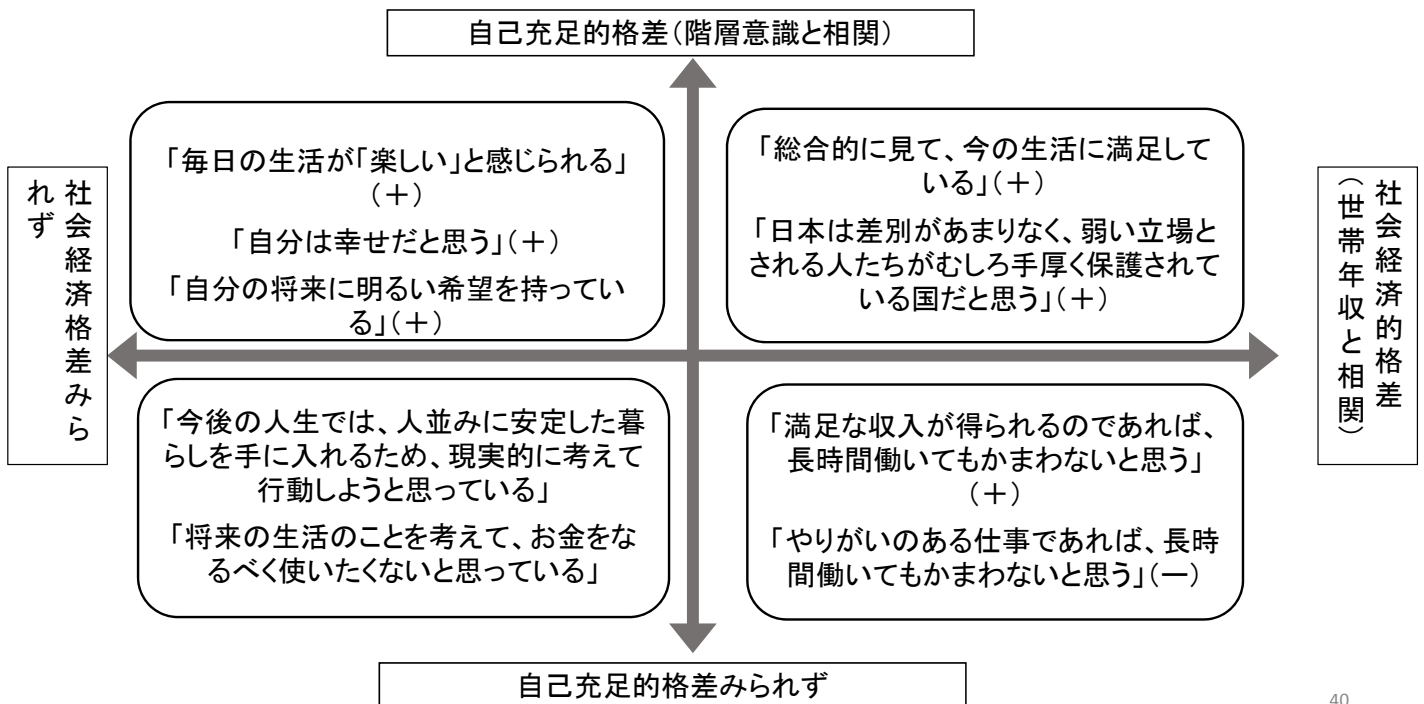 自己充足的格差(階層意識と相関)
社会経済格差みら
れず
「毎日の生活が「楽しい」と感じられる」
(+)
「自分は幸せだと思う」(+)
「自分の将来に明るい希望を持ってい
る」(+)
「総合的に見て、今の生活に満足して
いる」(+)
「日本は差別があまりなく、弱い立場と
される人たちがむしろ手厚く保護されて
いる国だと思う」(+)
社会経済的格差
(世帯年収と相関)
「今後の人生では、人並みに安定した暮
らしを手に入れるため、現実的に考えて
行動しようと思っている」
「将来の生活のことを考えて、お金をな
るべく使いたくないと思っている」
「満足な収入が得られるのであれば、
長時間働いてもかまわないと思う」
(+)
「やりがいのある仕事であれば、長時
間働いてもかまわないと思う」(ー)
自己充足的格差みられず
40